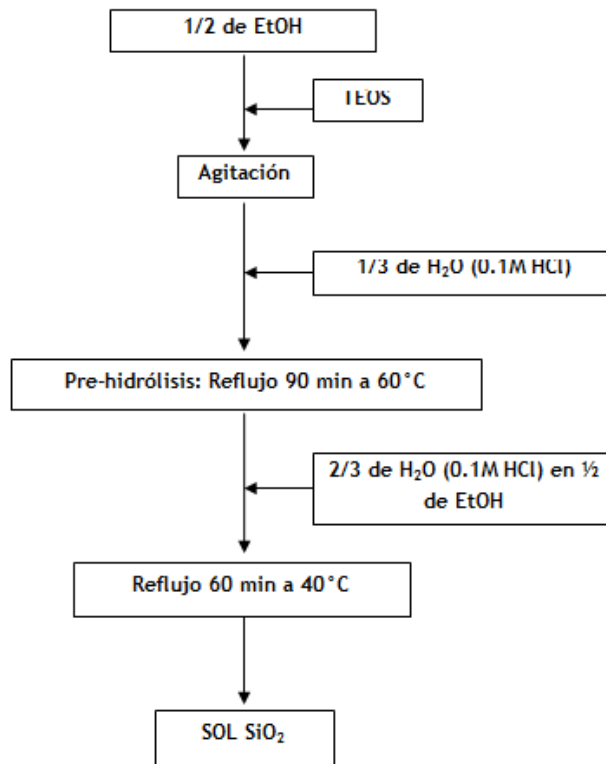 1/2 de EtOH
TEOS
Agitación
1/3 de H₂O (0.1M HCl)
Pre-hidrólisis: Reflujo 90 min a 60°C
2/3 de H₂O (0.1M HCl) en ½
de EtOH
Reflujo 60 min a 40°C
SOL SiO₂